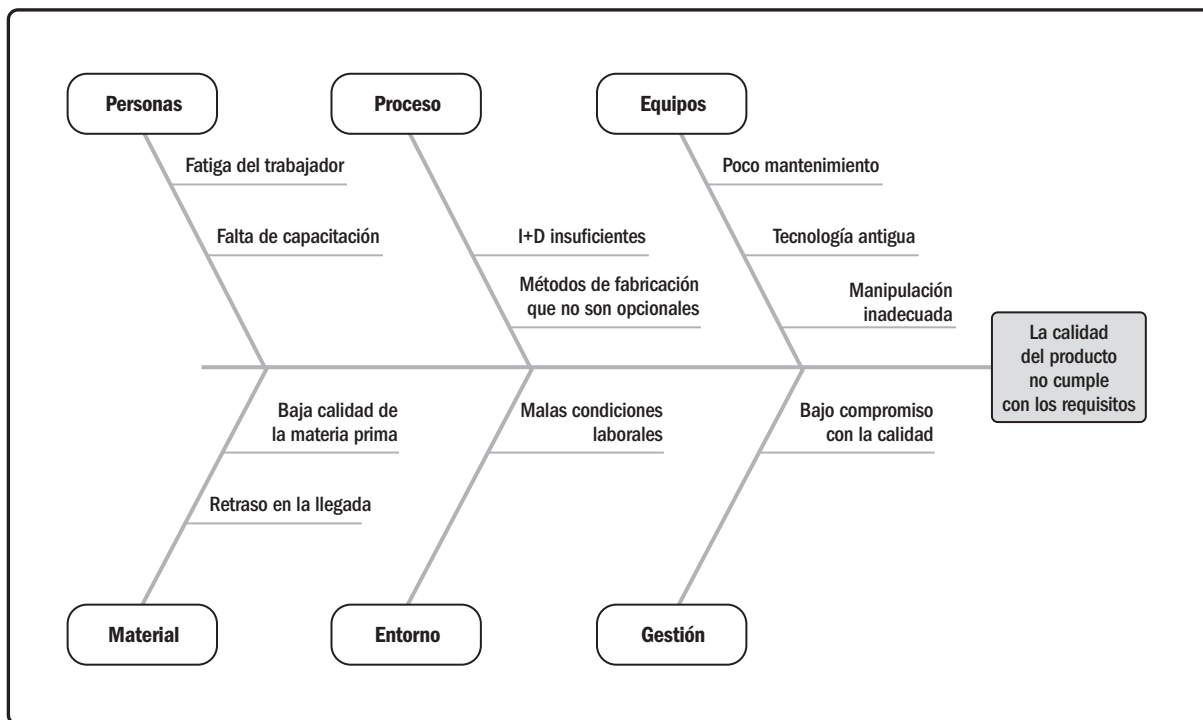 Personas
Proceso
Equipos
Fatiga del trabajador
Poco mantenimiento
Falta de capacitación
I+D insuficientes
Tecnología antigua
Métodos de fabricación
que no son opcionales
Manipulación
inadecuada
La calidad
del producto
no cumple
con los requisitos
Baja calidad de
la materia prima
Malas condiciones
laborales
Bajo compromiso
con la calidad
Retraso en la llegada
Material
Entorno
Gestión